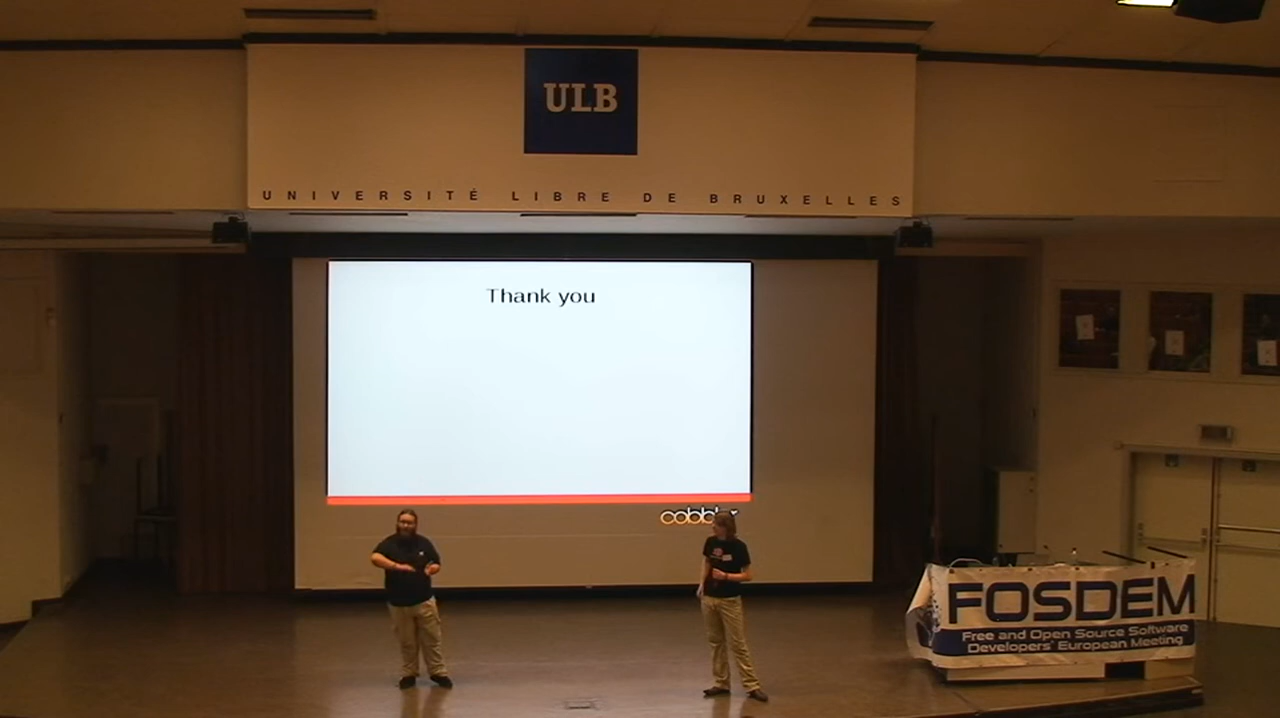 ULB
UNIVERSITÉ LIBRE DE BRUXELLES
Thank you
FOSDEM
Free and Open Source Software
Developers' European Meeting